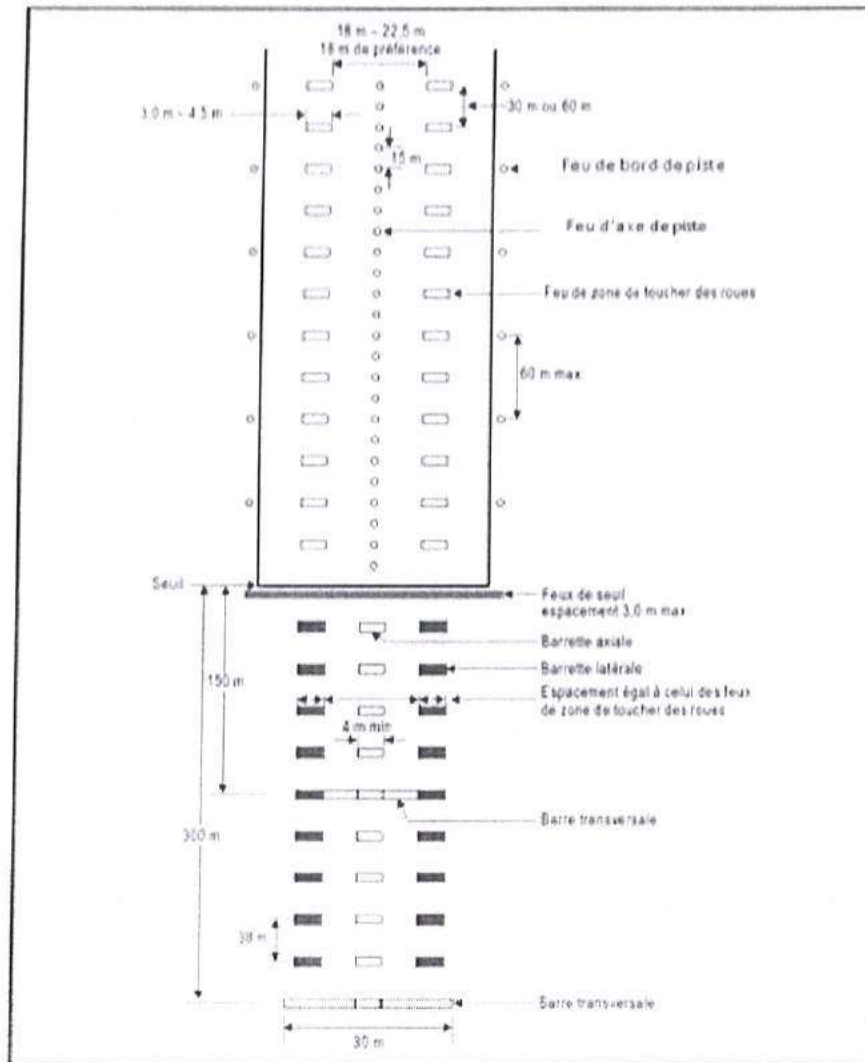 18 m – 22,5 m
18 m de préférence
3,0 m – 4,5 m
30 m ou 60 m
15 m
Feu de bord de piste
Feu d'axe de piste
Feu de zone de toucher des roues
60 m max
Seuil
Feux de seuil
espacement 3,0 m max
Barrette axiale
Barrette latérale
150 m
Espacement égal à celui des feux
de zone de toucher des roues
4 m min
Barre transversale
300 m
30 m
Barre transversale
30 m